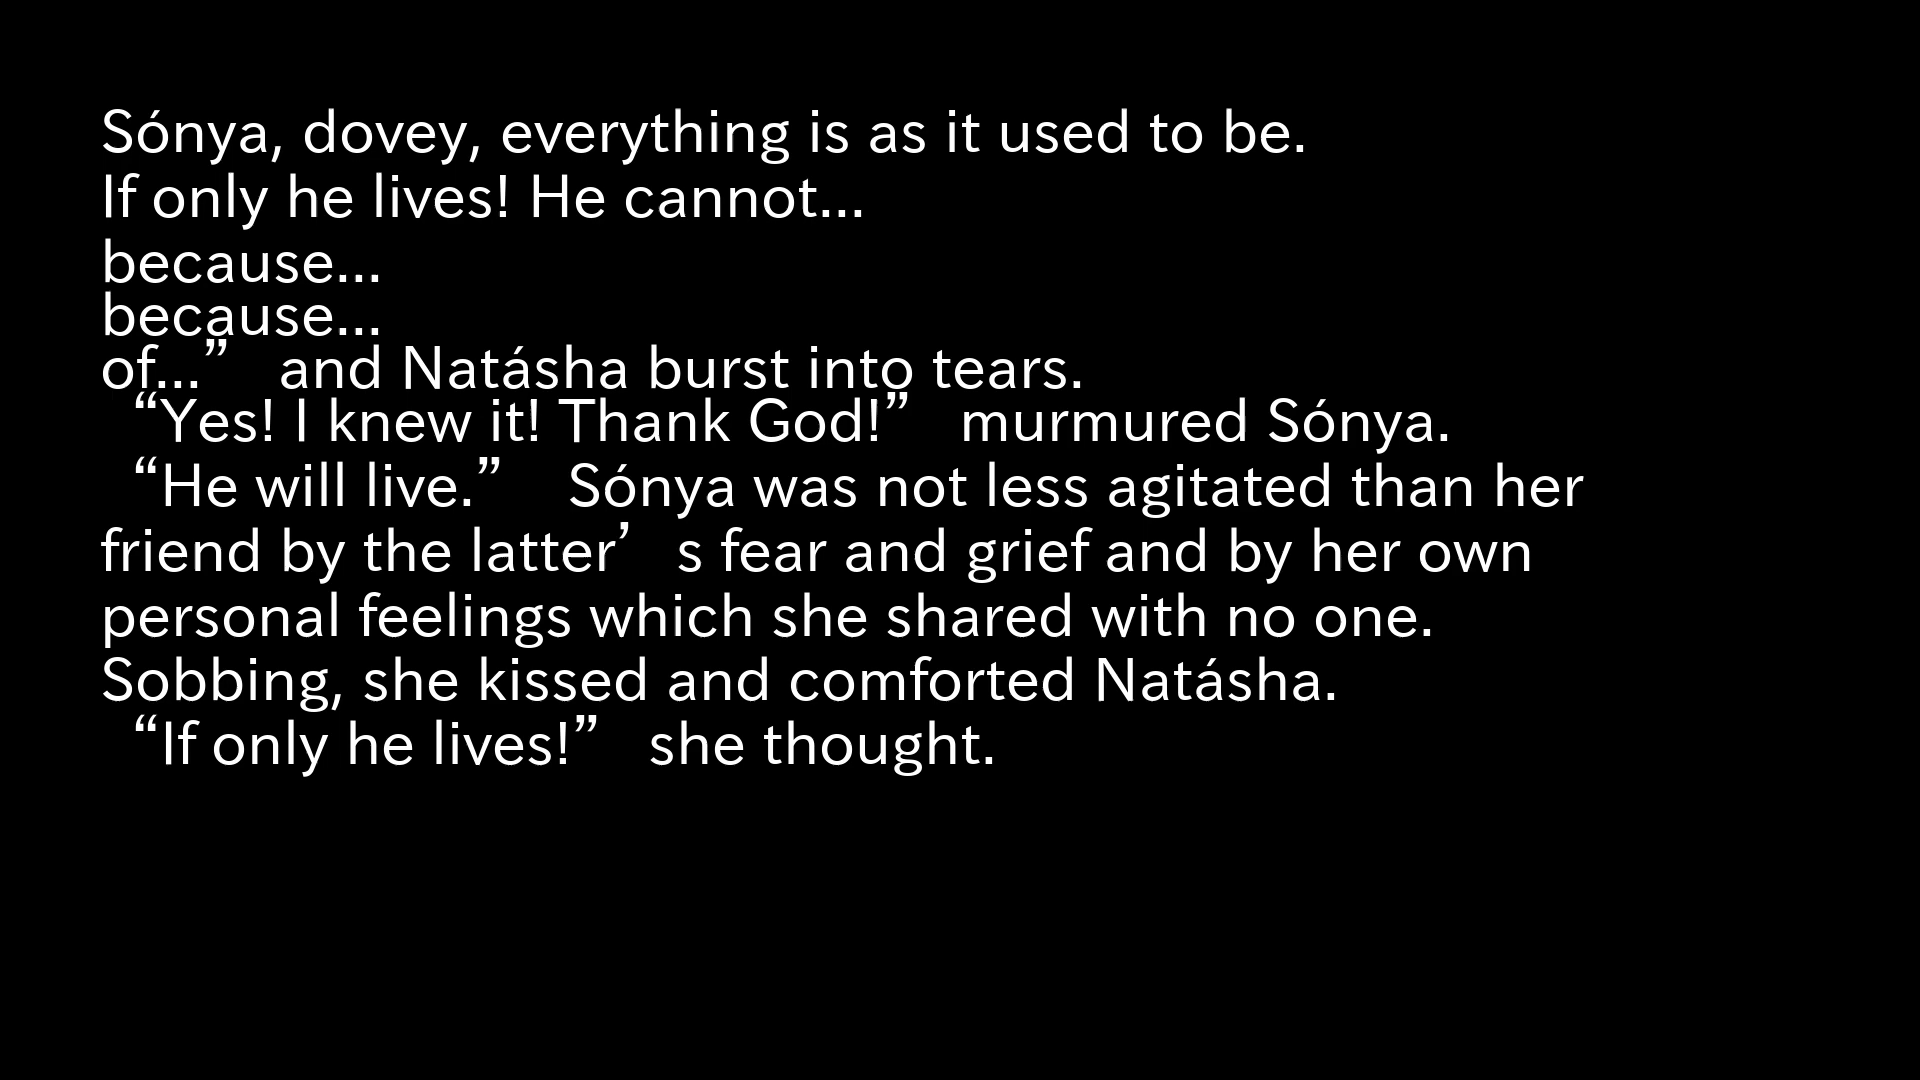 Sónya, dovey, everything is as it used to be.
If only he lives! He cannot...
because...
because...
of...” and Natásha burst into tears.
“Yes! I knew it! Thank God!” murmured Sónya.
“He will live.” Sónya was not less agitated than her
friend by the latter’s fear and grief and by her own
personal feelings which she shared with no one.
Sobbing, she kissed and comforted Natásha.
“If only he lives!” she thought.